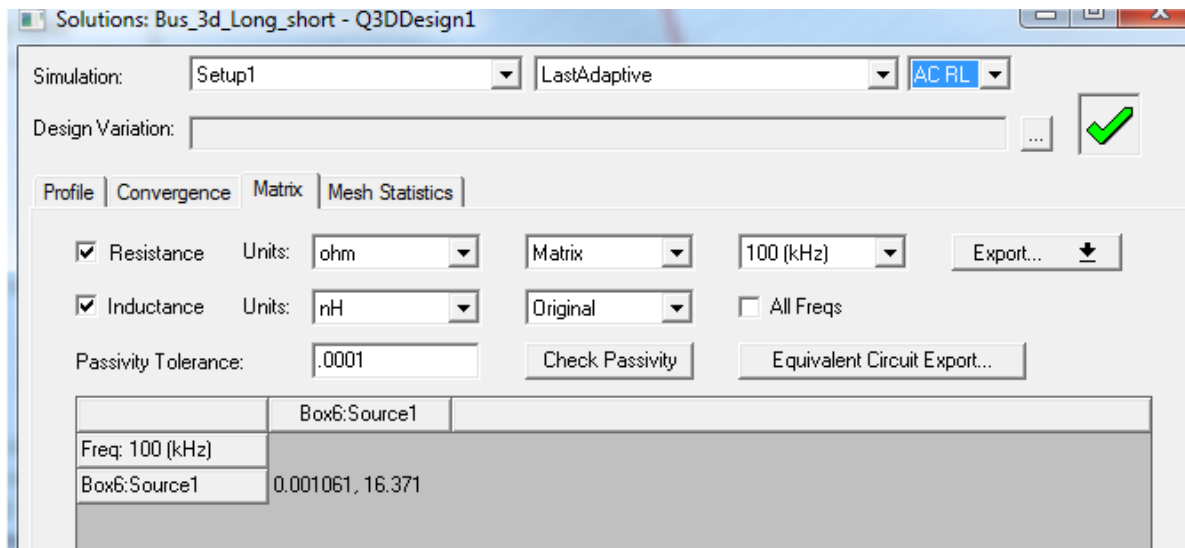 Solutions: Bus_3d_Long_short - Q3DDesign1
Simulation: Setup1 LastAdaptive AC RL
Design Variation: ...
Profile Convergence Matrix Mesh Statistics
Resistance Units: ohm Matrix 100 (kHz) Export...
Inductance Units: nH Original All Freqs
Passivity Tolerance: .0001 Check Passivity Equivalent Circuit Export...
Box6:Source1
Freq: 100 (kHz)
Box6:Source1 0.001061, 16.371